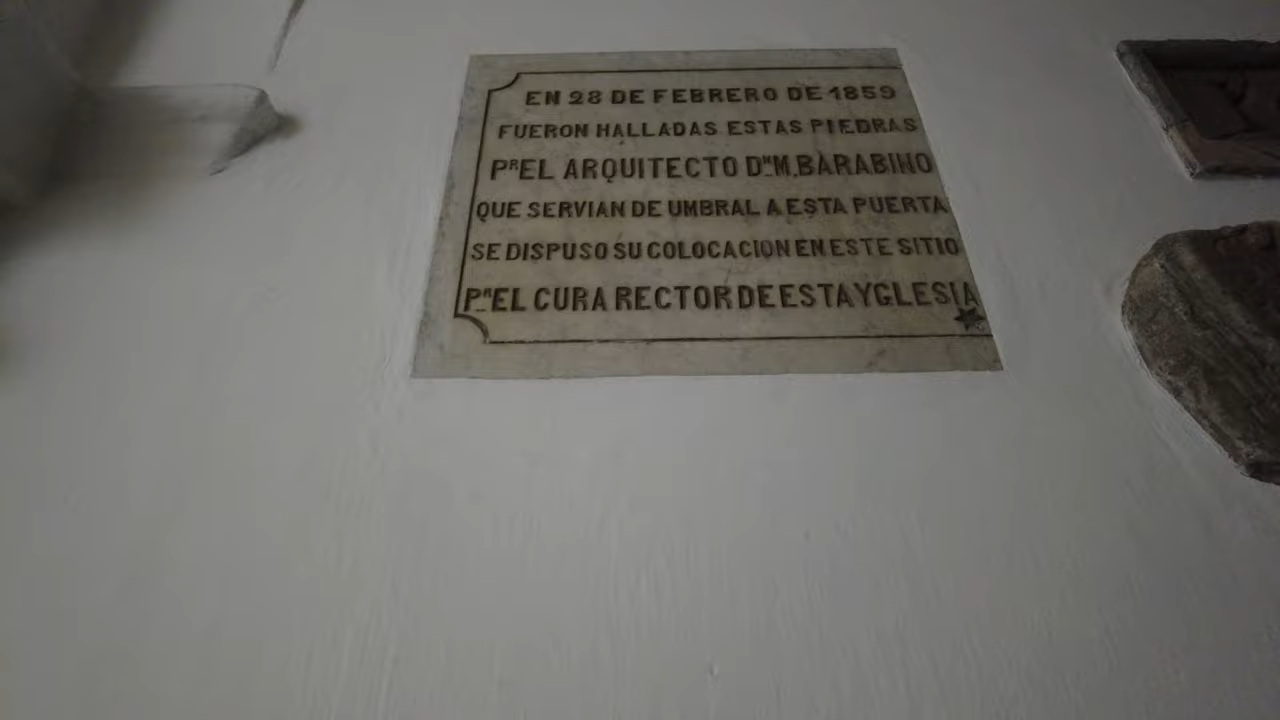 EN 28 DE FEBRERO DE 1859
FUERON HALLADAS ESTAS PIEDRAS
PR EL ARQUITECTO DN M. BARABINO
QUE SERVIAN DE UMBRAL A ESTA PUERTA
SE DISPUSO SU COLOCACION EN ESTE SITIO
PR EL CURA RECTOR DE ESTA YGLESIA